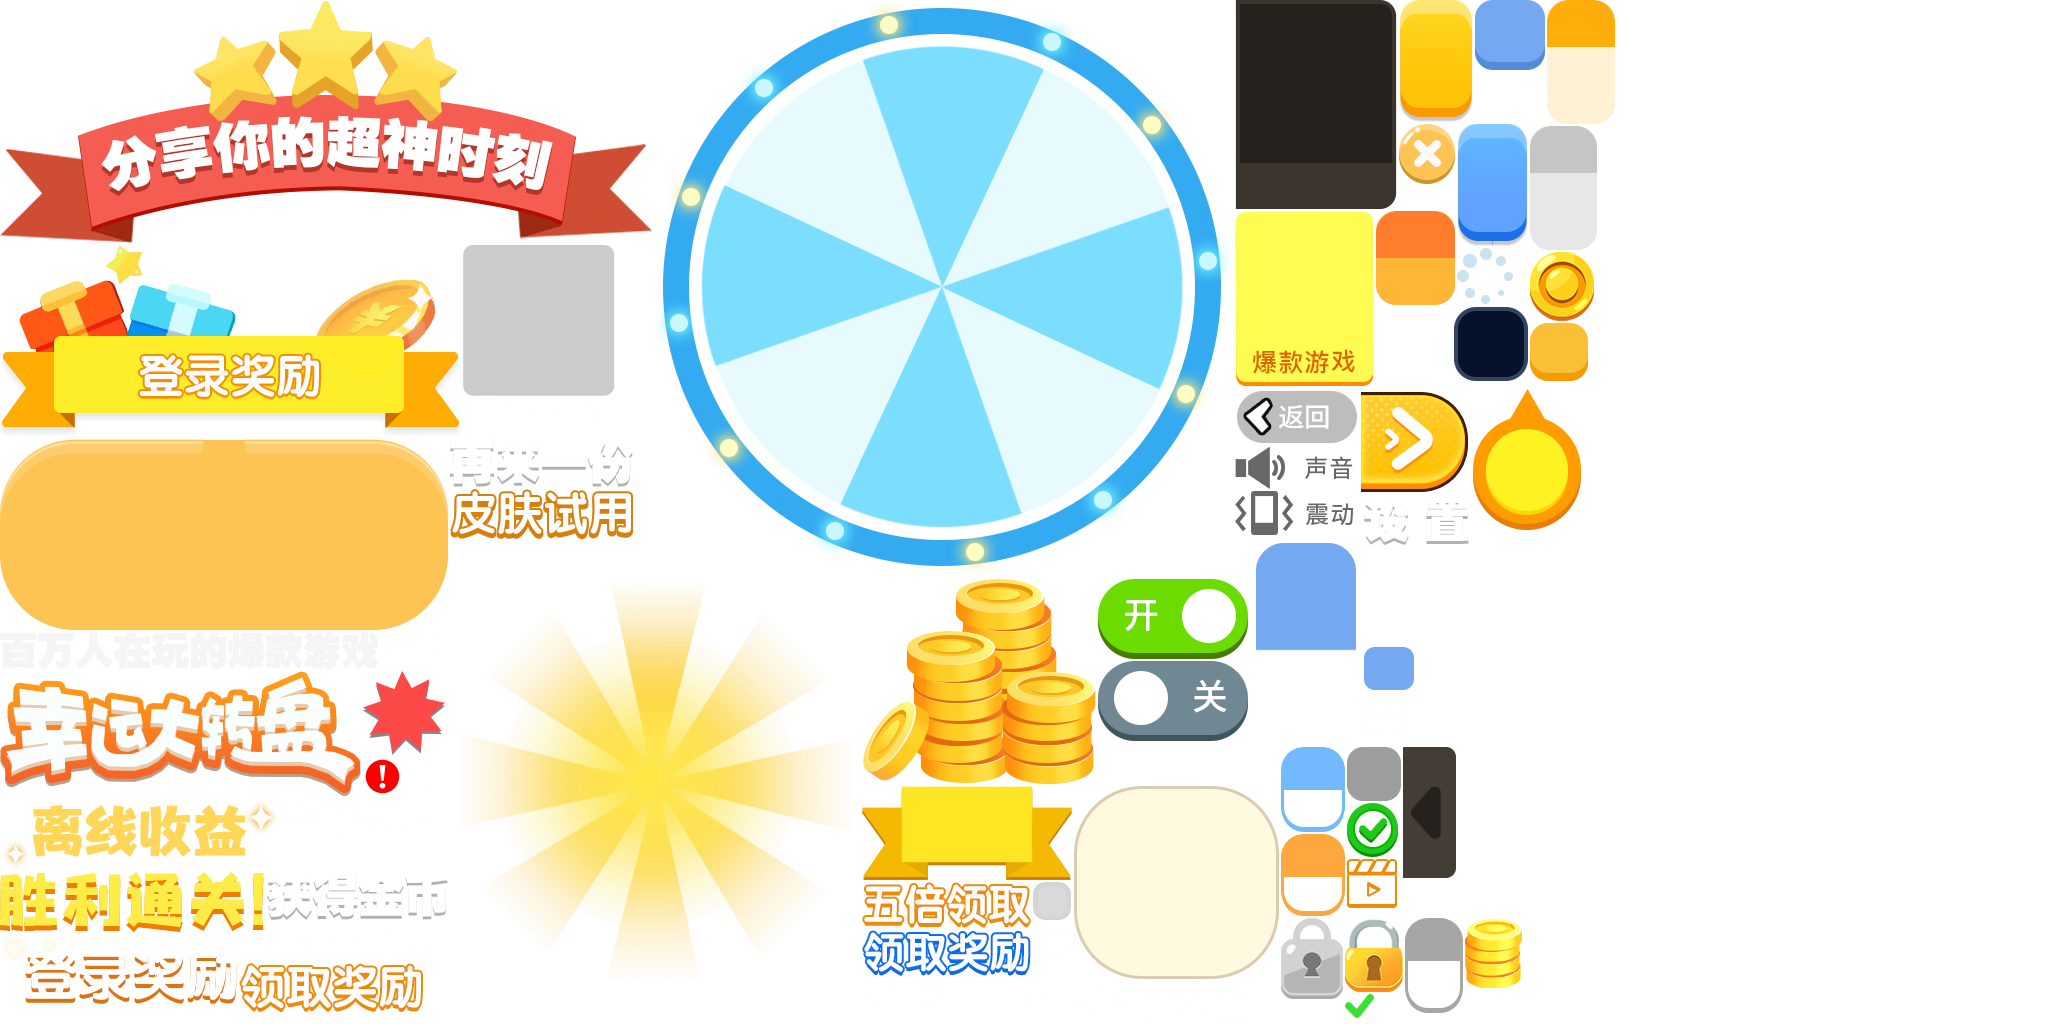 分享你的超神时刻
登录奖励
再来一份
皮肤试用
爆款游戏
返回
声音
震动
设置
开
关
百万人在玩的爆款游戏
幸运大转盘
离线收益
胜利通关!
获得金币
登录奖励
领取奖励
五倍领取
领取奖励